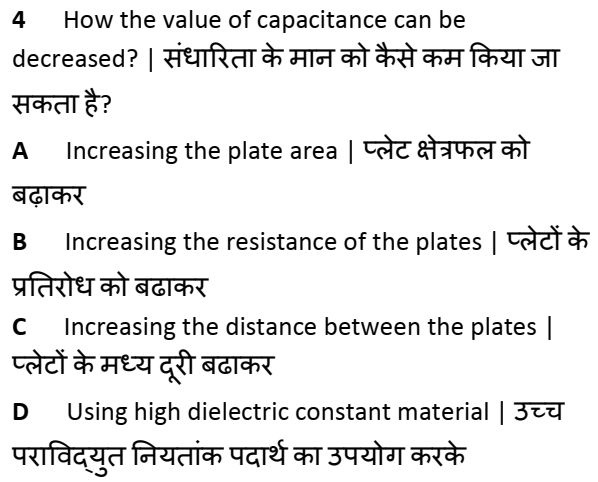 4 How the value of capacitance can be
decreased? | संधारिता के मान को कैसे कम किया जा
सकता है?
A Increasing the plate area | प्लेट क्षेत्रफल को
बढ़ाकर
B Increasing the resistance of the plates | प्लेटों के
प्रतिरोध को बढाकर
C Increasing the distance between the plates |
प्लेटों के मध्य दूरी बढाकर
D Using high dielectric constant material | उच्च
पराविद्युत नियतांक पदार्थ का उपयोग करके